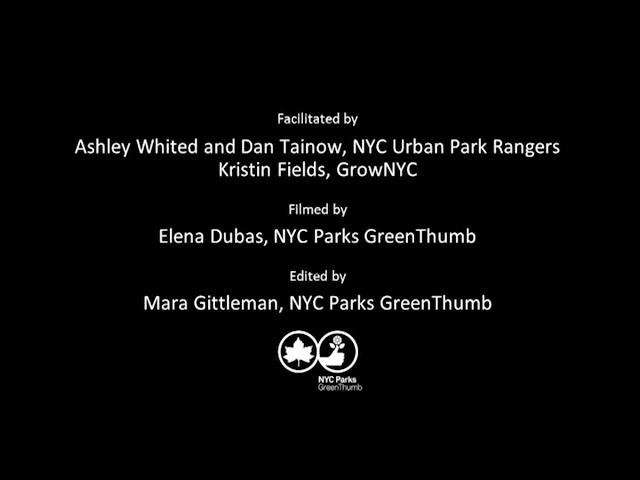 Facilitated by
Ashley Whited and Dan Tainow, NYC Urban Park Rangers
Kristin Fields, GrowNYC
Filmed by
Elena Dubas, NYC Parks GreenThumb
Edited by
Mara Gittleman, NYC Parks GreenThumb
NYC Parks
GreenThumb